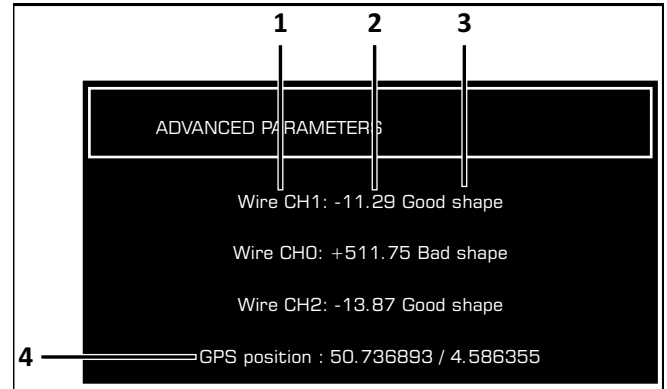 1 2 3
ADVANCED PARAMETERS
Wire CH1: -11.29 Good shape
Wire CH0: +511.75 Bad shape
Wire CH2: -13.87 Good shape
4 GPS position : 50.736893 / 4.586355